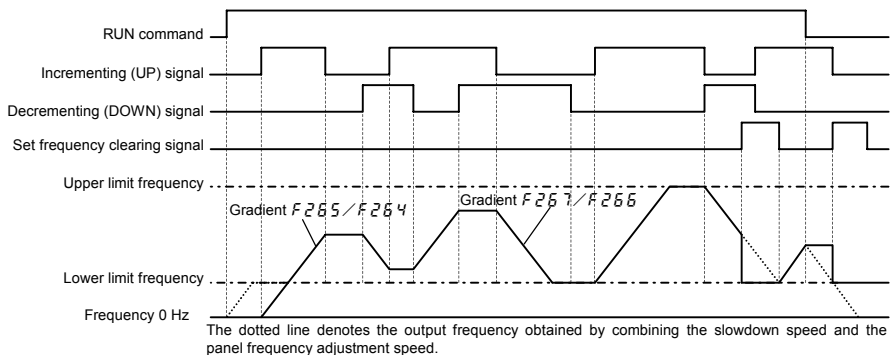 RUN command
Incrementing (UP) signal
Decrementing (DOWN) signal
Set frequency clearing signal
Upper limit frequency
Gradient F265/F264
Gradient F267/F266
Lower limit frequency
Frequency 0 Hz
The dotted line denotes the output frequency obtained by combining the slowdown speed and the
panel frequency adjustment speed.